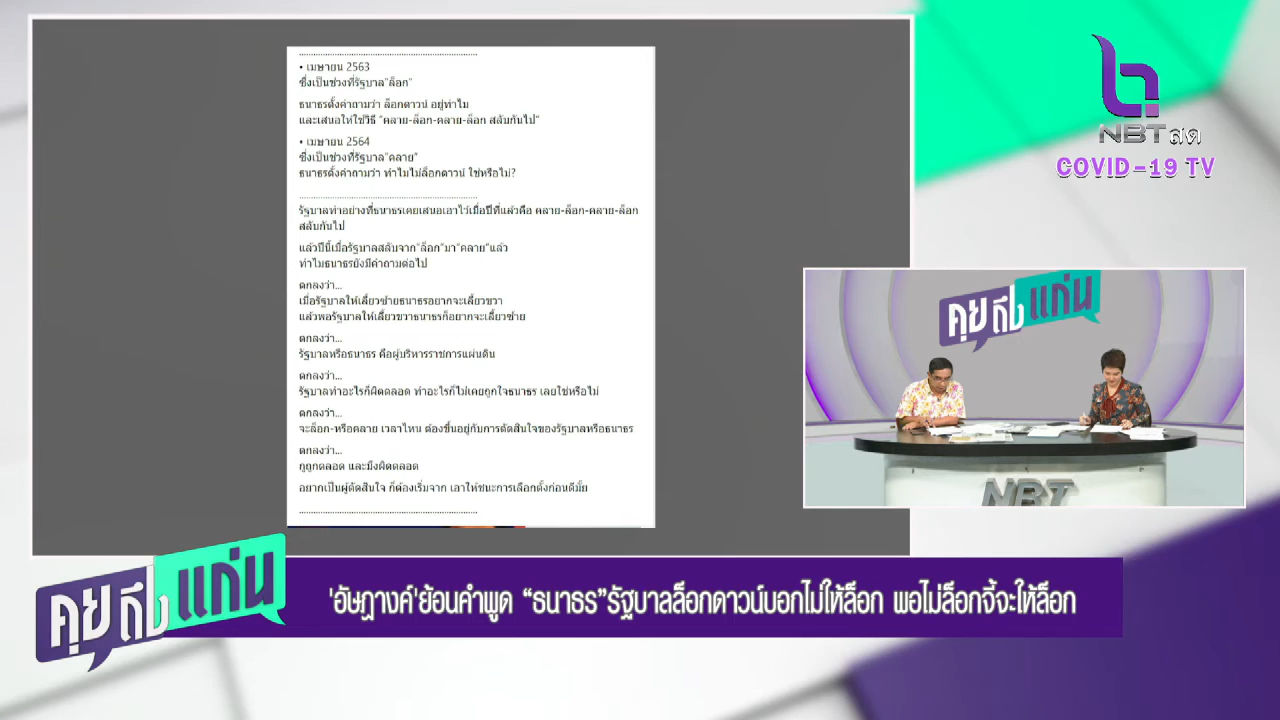 • เมษายน 2563
ซึ่งเป็นช่วงที่รัฐบาล"ล็อก"
ธนาธรตั้งคำถามว่า ล็อกดาวน์ อยู่ทำไม
และเสนอให้ใช้วิธี "คลาย-ล็อก-คลาย-ล็อก สลับกันไป"
• เมษายน 2564
ซึ่งเป็นช่วงที่รัฐบาล"คลาย"
ธนาธรตั้งคำถามว่า ทำไมไม่ล็อกดาวน์ ใช่หรือไม่?
รัฐบาลทำอย่างที่ธนาธรเคยเสนอเอาไว้เมื่อปีที่แล้วคือ คลาย-ล็อก-คลาย-ล็อก
สลับกันไป
แล้วปีนี้เมื่อรัฐบาลสลับจาก"ล็อก"มา"คลาย"แล้ว
ทำไมธนาธรยังมีคำถามต่อไป
ตกลงว่า...
เมื่อรัฐบาลให้เลี้ยวซ้ายธนาธรอยากจะเลี้ยวขวา
แล้วพอรัฐบาลให้เลี้ยวขวาธนาธรก็อยากจะเลี้ยวซ้าย
ตกลงว่า...
รัฐบาลหรือธนาธร คือผู้บริหารราชการแผ่นดิน
ตกลงว่า...
รัฐบาลทำอะไรก็ผิดตลอด ทำอะไรก็ไม่เคยถูกใจธนาธร เลยใช่หรือไม่
ตกลงว่า...
จะล็อก-หรือคลาย เวลาไหน ต้องขึ้นอยู่กับการตัดสินใจของรัฐบาลหรือธนาธร
ตกลงว่า...
กูถูกตลอด และมึงผิดตลอด
อยากเป็นผู้ตัดสินใจ ก็ต้องเริ่มจาก เอาให้ชนะการเลือกตั้งก่อนดีมั้ย
NBT สด
COVID-19 TV
คุยถึงแก่น
NBT
คุยถึงแก่น
'อัษฎางค์'ย้อนคำพูด “ธนาธร”รัฐบาลล็อกดาวน์บอกไม่ให้ล็อก พอไม่ล็อกจี้จะให้ล็อก